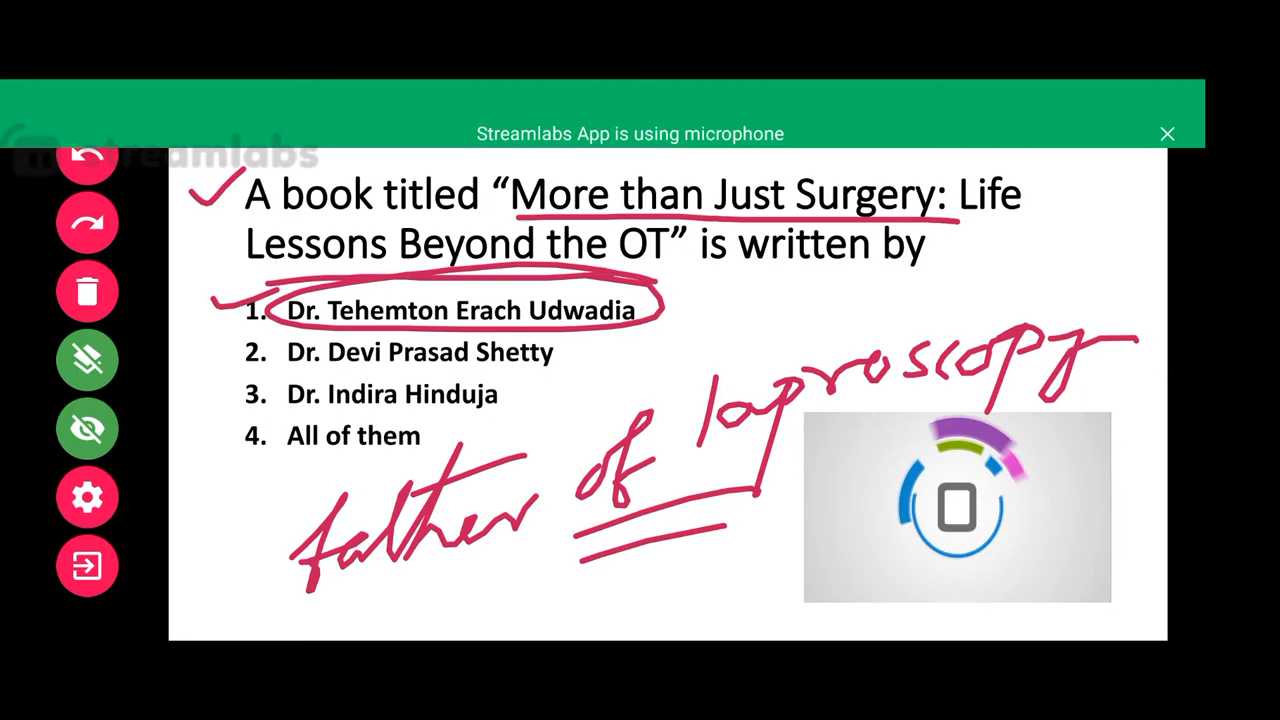 Streamlabs App is using microphone
streamlabs
A book titled “More than Just Surgery: Life
Lessons Beyond the OT” is written by
1. Dr. Tehemton Erach Udwadia
2. Dr. Devi Prasad Shetty
3. Dr. Indira Hinduja
4. All of them
father of laproscopy